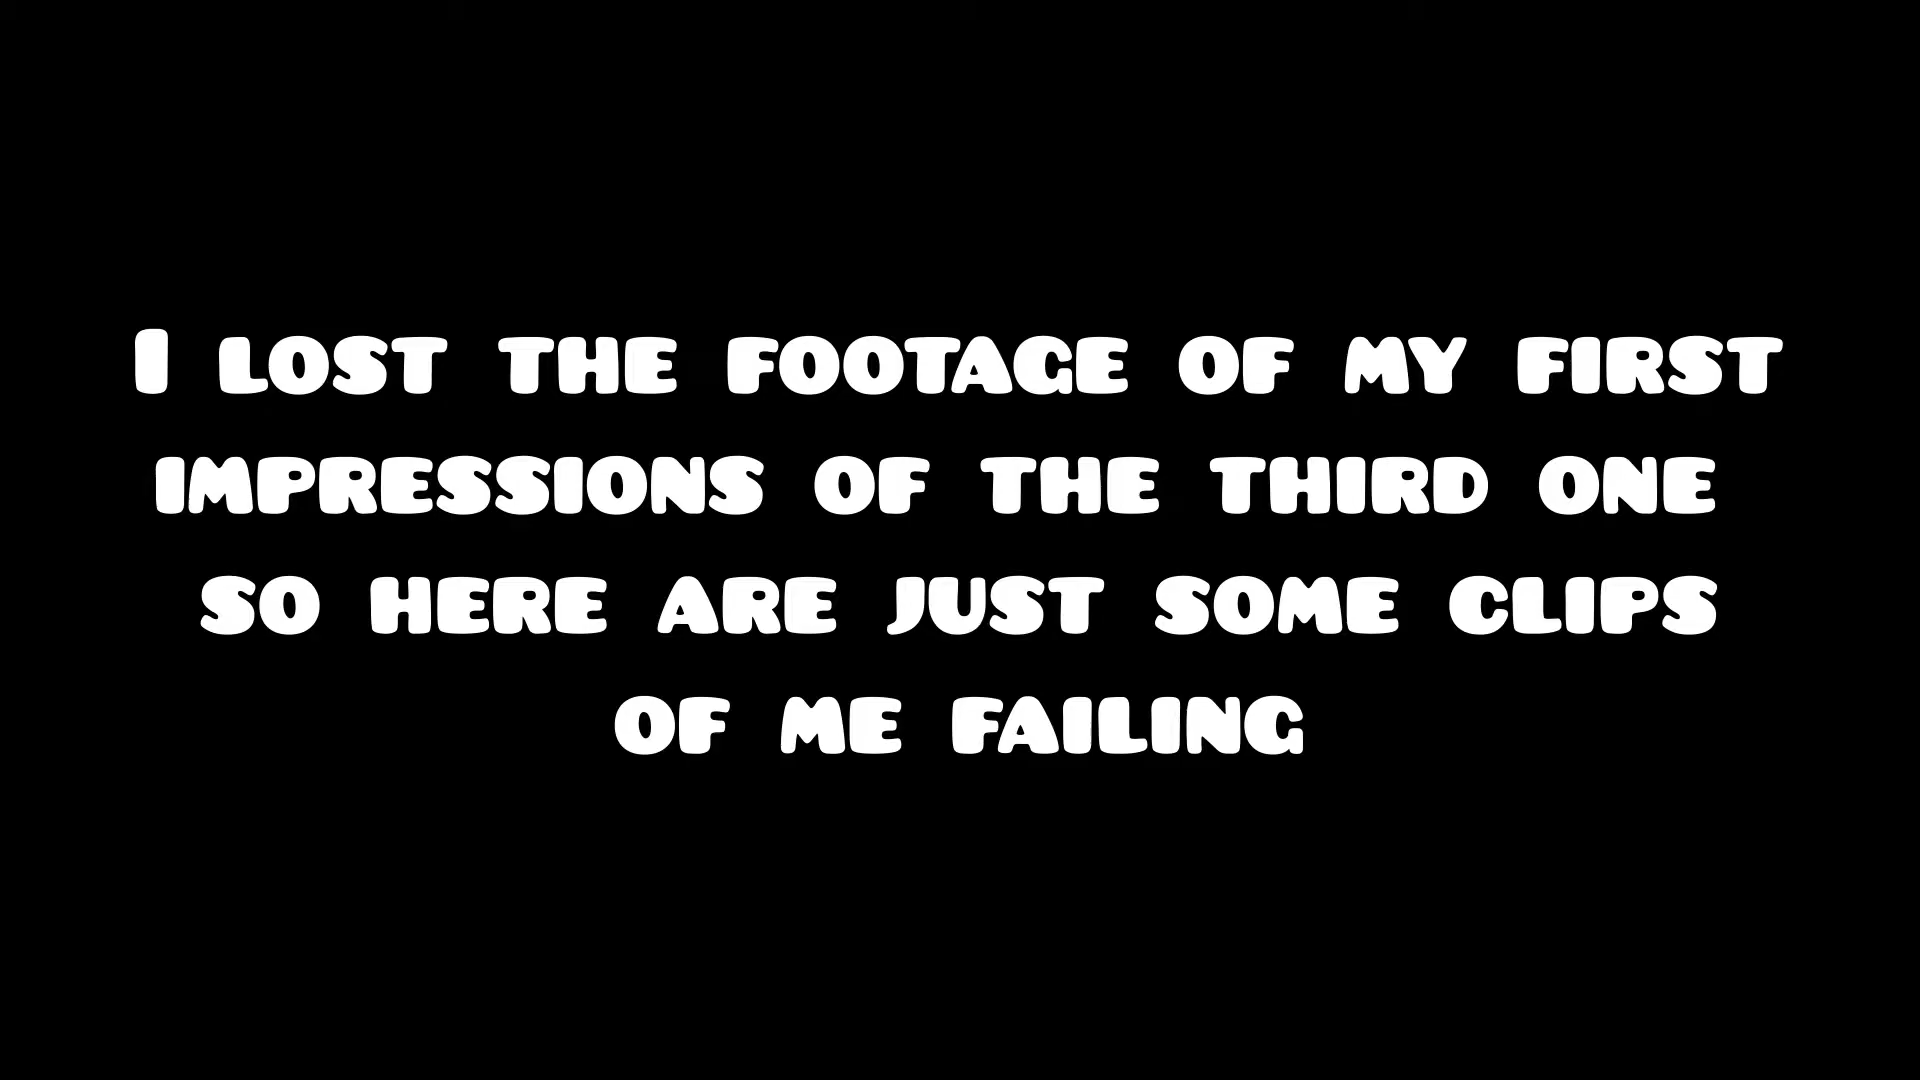 I LOST THE FOOTAGE OF MY FIRST
IMPRESSIONS OF THE THIRD ONE
SO HERE ARE JUST SOME CLIPS
OF ME FAILING